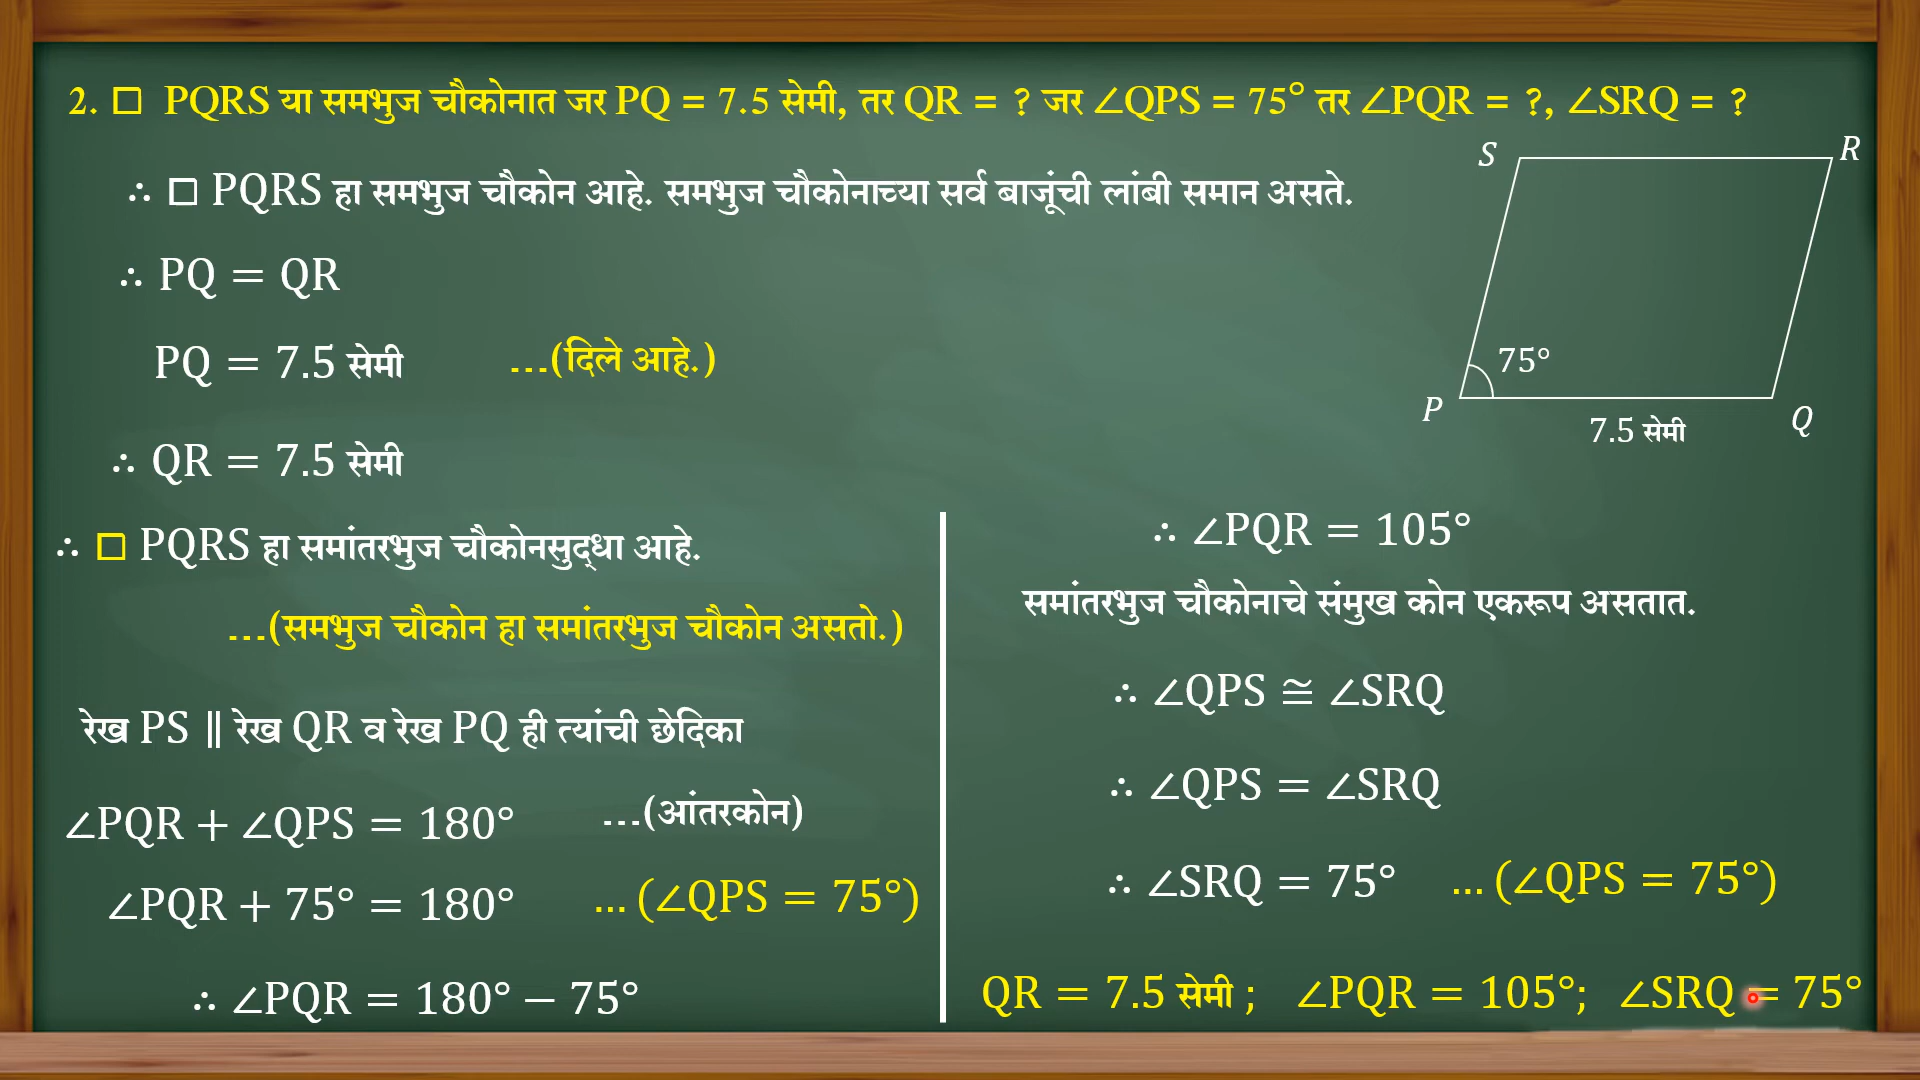 2. □ PQRS या समभुज चौकोनात जर PQ = 7.5 सेमी, तर QR = ? जर ∠QPS = 75° तर ∠PQR = ?, ∠SRQ = ?
∴ □ PQRS हा समभुज चौकोन आहे. समभुज चौकोनाच्या सर्व बाजूंची लांबी समान असते.
∴ PQ = QR
PQ = 7.5 सेमी ...(दिले आहे.)
∴ QR = 7.5 सेमी
S
R
75°
P
Q
7.5 सेमी
∴ □ PQRS हा समांतरभुज चौकोनसुद्धा आहे.
...(समभुज चौकोन हा समांतरभुज चौकोन असतो.)
रेख PS ∥ रेख QR व रेख PQ ही त्यांची छेदिका
∠PQR + ∠QPS = 180° ...(आंतरकोन)
∠PQR + 75° = 180° ... (∠QPS = 75°)
∴ ∠PQR = 180° − 75°
∴ ∠PQR = 105°
समांतरभुज चौकोनाचे संमुख कोन एकरूप असतात.
∴ ∠QPS ≅ ∠SRQ
∴ ∠QPS = ∠SRQ
∴ ∠SRQ = 75° ... (∠QPS = 75°)
QR = 7.5 सेमी ; ∠PQR = 105°; ∠SRQ = 75°